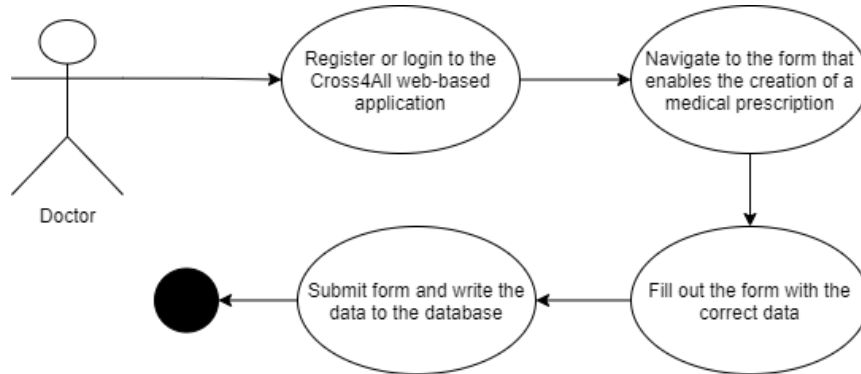 Register or login to the
Cross4All web-based
application
Navigate to the form that
enables the creation of a
medical prescription
Doctor
Submit form and write the
data to the database
Fill out the form with the
correct data